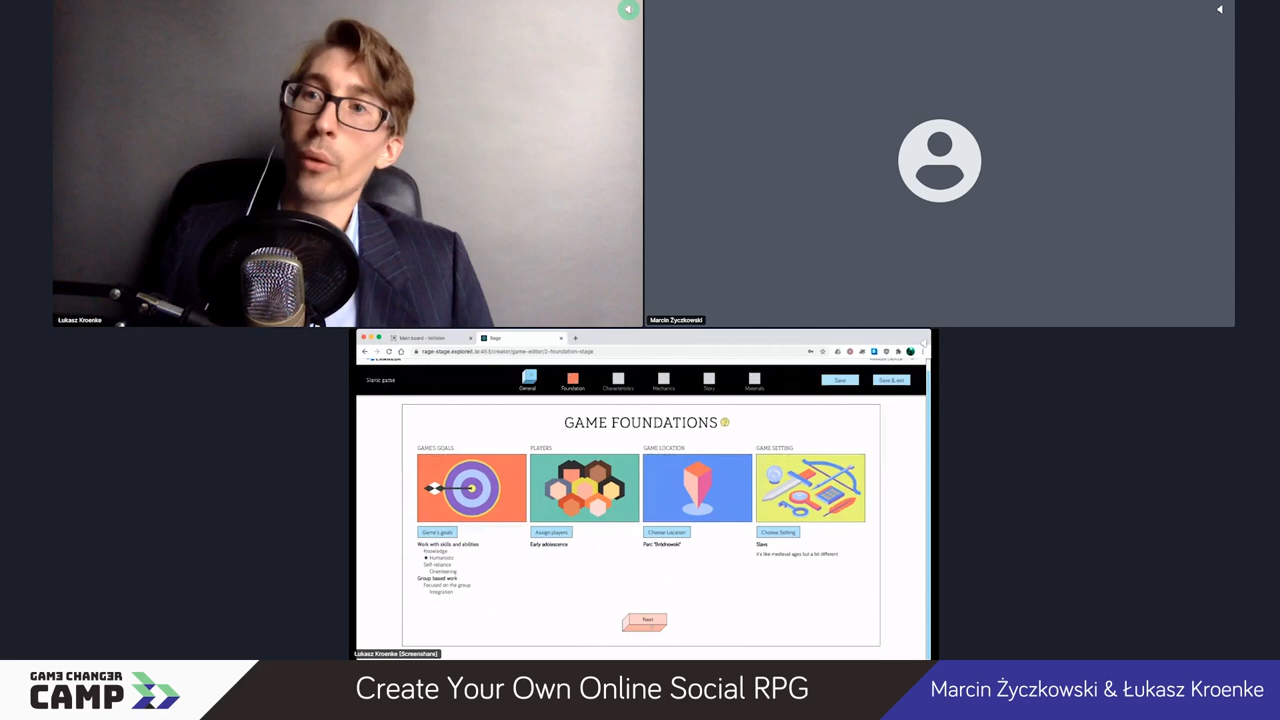 Łukasz Kroenke
Marcin Życzkowski
Main board - InVision
Rage
rage-stage.exploreit.io:453/creator/game-editor/2-foundation-stage
Slavic game
General
Foundation
Characteristics
Mechanics
Story
Materials
Save
Save & exit
GAME FOUNDATIONS ?
GAME'S GOALS
PLAYERS
GAME LOCATION
GAME SETTING
Game's goals
Assign players
Choose Location
Choose Setting
Work with skills and abilities
Knowledge
Humanistic
Self-reliance
Orienteering
Group based work
Focused on the group
Integration
Early adolescence
Parc "Bródnowski"
Slavs
it's like medieval ages but a bit different
Next
Łukasz Kroenke [Screenshare]
GAME CHANGER
CAMP
Create Your Own Online Social RPG
Marcin Życzkowski & Łukasz Kroenke